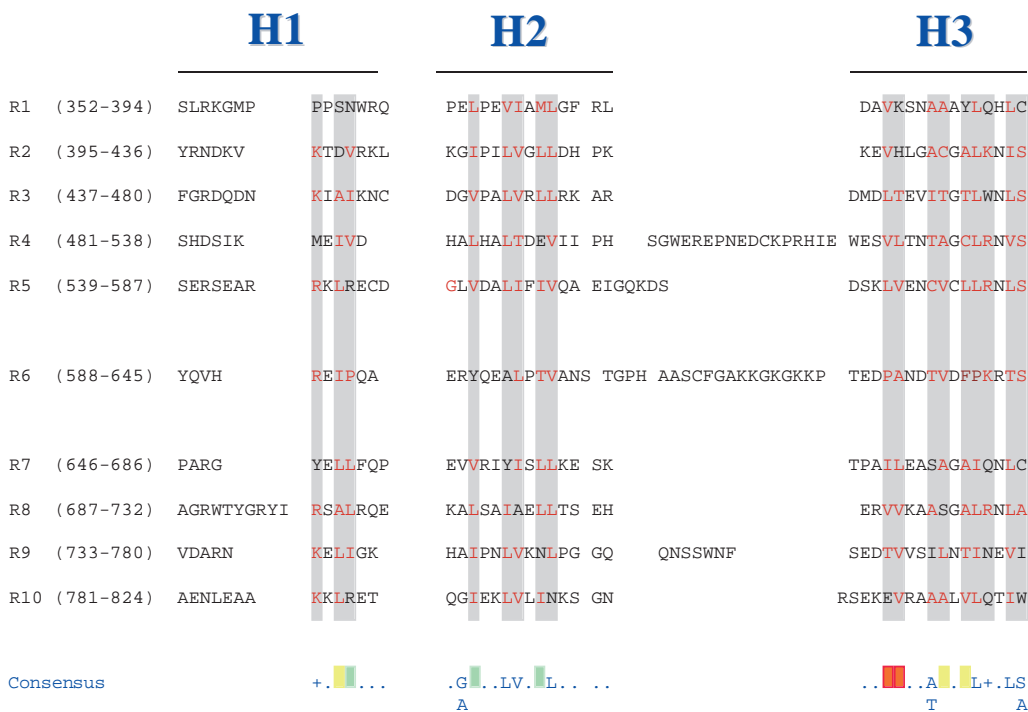 H1 H2 H3
R1 (352-394) SLRKGMP PPSNWRQ PELPEVIAMLGF RL DAVKSNAAAYLQHLC
R2 (395-436) YRNDKV KTDVRKL KGIPILVGLLDH PK KEVHLGACGALKNIS
R3 (437-480) FGRDQDN KIAIKNC DGVPALVRLLRK AR DMDLTEVITGTLWNLS
R4 (481-538) SHDSIK MEIVD HALHALTDEVII PH SGWEREPNEDCKPRHIE WESVLTNTAGCLRNVS
R5 (539-587) SERSEAR RKLRECD GLVDALIFIVQA EIGQKDS DSKLVENCVCLLRNLS
R6 (588-645) YQVH REIPQA ERYQEALPTVANS TGPH AASCFGAKKGKGKKP TEDPANDTVDFPKRTS
R7 (646-686) PARG YELLFQP EVVRIYISLLKE SK TPAILEASAGAIQNLC
R8 (687-732) AGRWTYGRYI RSALRQE KALSAIAELLTS EH ERVVKAASGALRNLA
R9 (733-780) VDARN KELIGK HAIPNLVKNLPG GQ QNSSWNF SEDTVVSILNTINEVI
R10 (781-824) AENLEAA KKLRET QGIEKLVLINKS GN RSEKEVRAAALVLQTIW
Consensus +. ... .G ..LV. L.. .. .. ..A . L+.LS
A T A